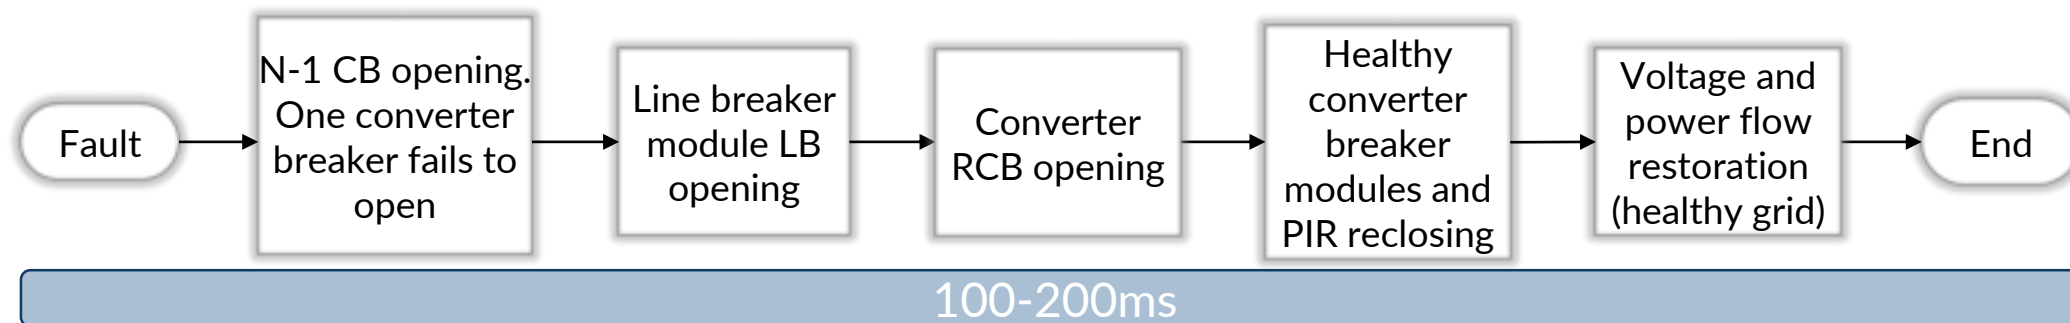 Fault
N-1 CB opening.
One converter
breaker fails to
open
Line breaker
module LB
opening
Converter
RCB opening
Healthy
converter
breaker
modules and
PIR reclosing
Voltage and
power flow
restoration
(healthy grid)
End
100-200ms